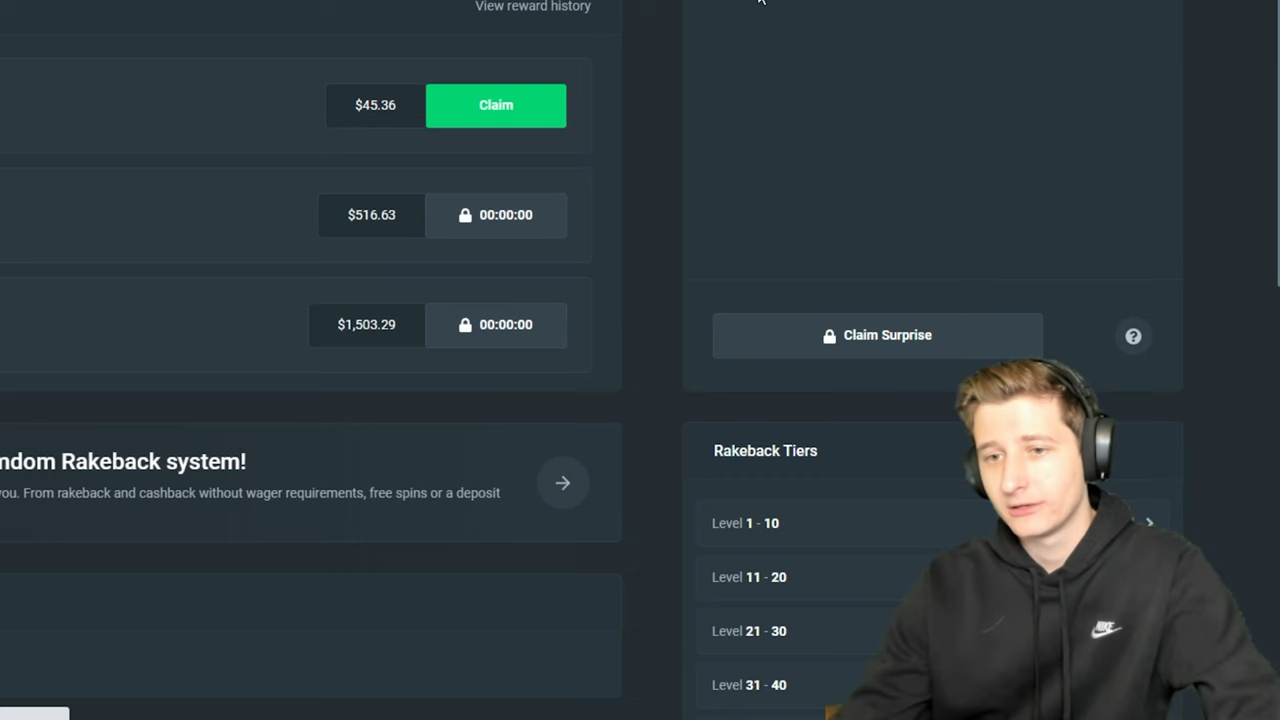 View reward history
$45.36 Claim
$516.63 00:00:00
$1,503.29 00:00:00
Claim Surprise
ndom Rakeback system!
you. From rakeback and cashback without wager requirements, free spins or a deposit
Rakeback Tiers
Level 1 - 10
Level 11 - 20
Level 21 - 30
Level 31 - 40
NIKE